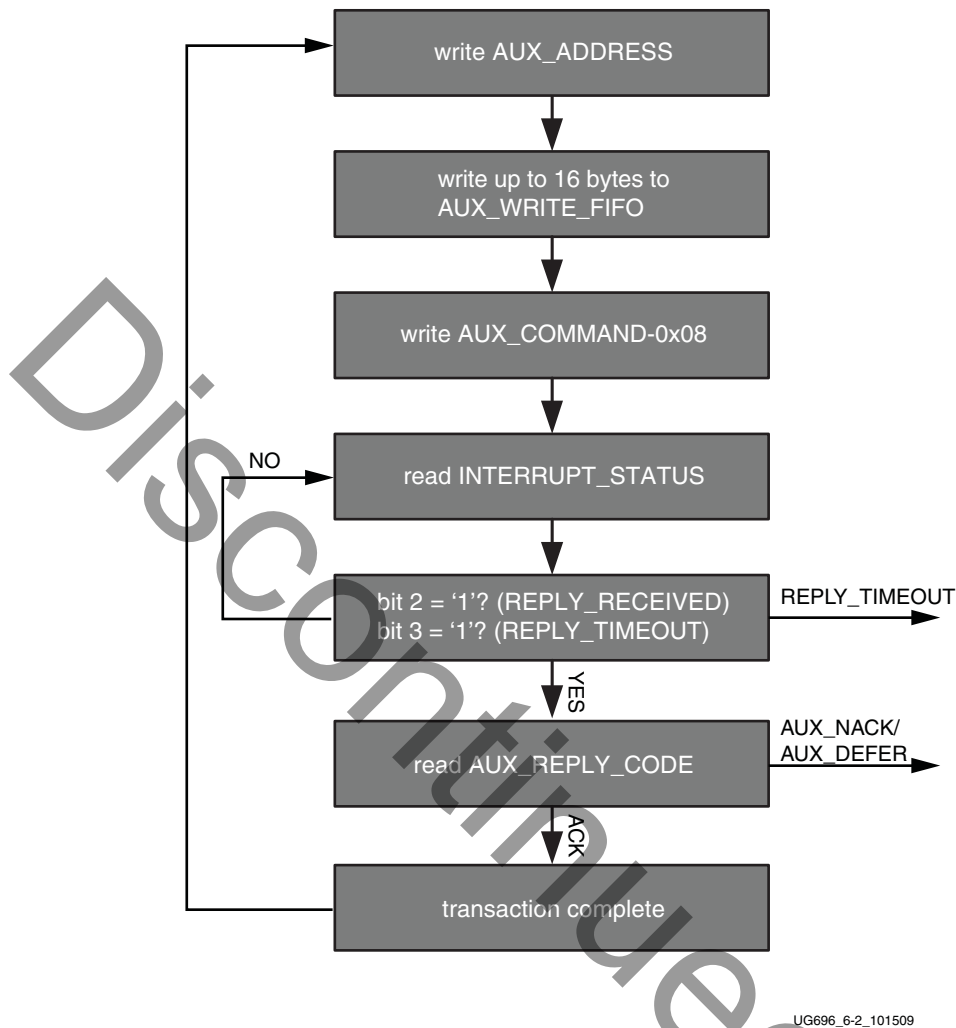 write AUX_ADDRESS
write up to 16 bytes to
AUX_WRITE_FIFO
write AUX_COMMAND-0x08
NO
read INTERRUPT_STATUS
bit 2 = ‘1’? (REPLY_RECEIVED)
bit 3 = ‘1’? (REPLY_TIMEOUT)
REPLY_TIMEOUT
YES
read AUX_REPLY_CODE
AUX_NACK/
AUX_DEFER
ACK
transaction complete
Discontinue
UG696_6-2_101509